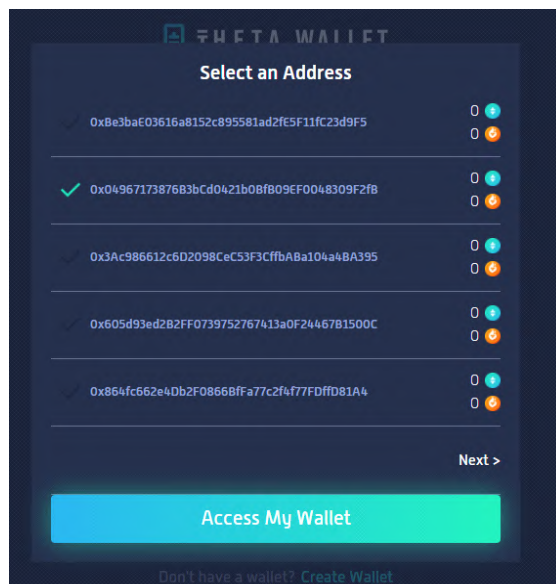 THETA WALLET
Select an Address
0xBe3baE03616a8152c895581ad2fE5F11fC23d9F5
0
0
0x04967173876B3bCd0421b0BfB09EF0048309F2fB
0
0
0x3Ac986612c6D2098CeC53F3CffbABa104a4BA395
0
0
0x605d93ed2B2FF0739752767413a0F24467B1500C
0
0
0x864fc662e4Db2F0866BfFa77c2f4f77FDffD81A4
0
0
Next >
Access My Wallet
Don't have a wallet? Create Wallet